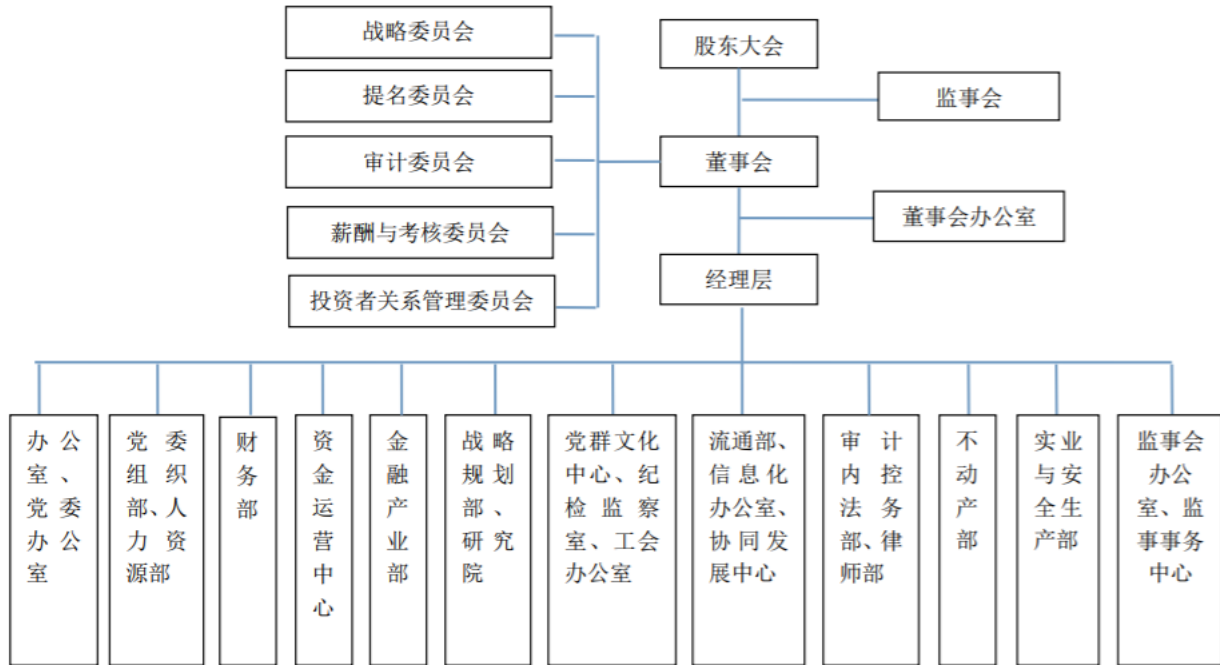 战略委员会
股东大会
提名委员会
监事会
审计委员会
董事会
薪酬与考核委员会
董事会办公室
经理层
投资者关系管理委员会
办公
室、
党委
办公
室
党委
组织
部、人
力资
源部
财
务
部
资
金
运
营
中
心
金
融
产
业
部
战略
规划
部、
研究
院
党群文化
中心、纪
检监察
室、工会
办公室
流通部、
信息化
办公室、
协同发
展中心
审计
内控
法务
部、律
师部
不
动
产
部
实业
与安
全生
产部
监事会
办公
室、监
事事务
中心